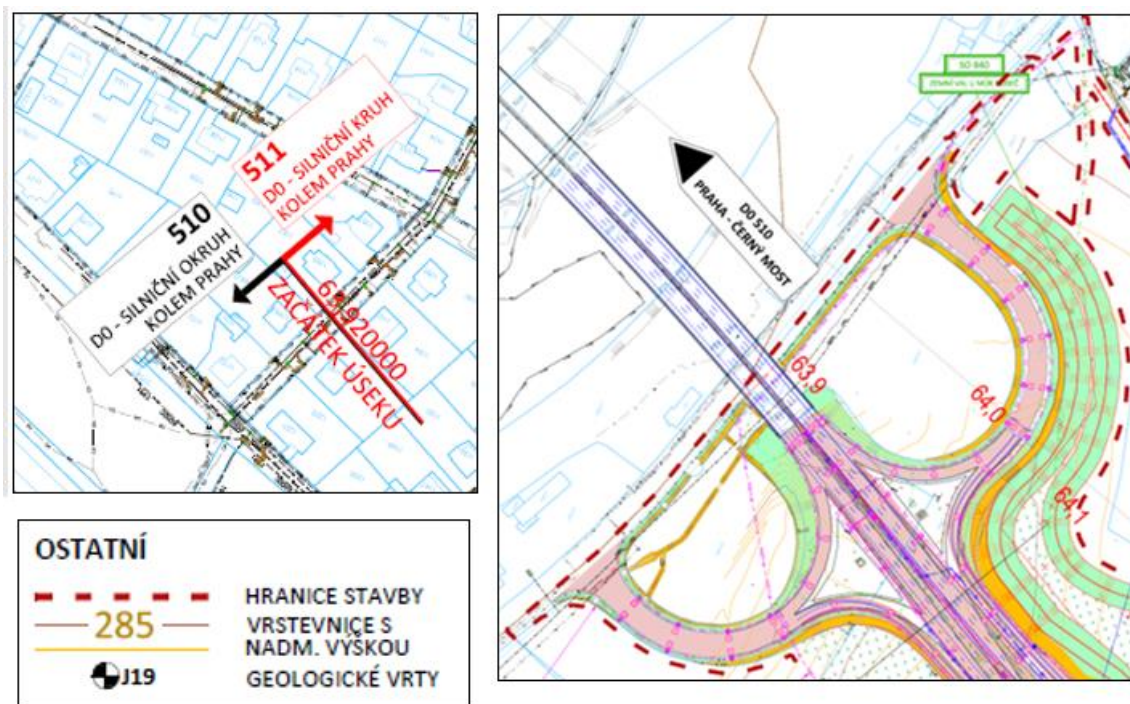 511
D0 - SILNIČNÍ KRUH
KOLEM PRAHY
510
D0 - SILNIČNÍ OKRUH
KOLEM PRAHY
ZAČÁTEK ÚSEKU
SO 840
D0 510
PRAHA - ČERNÝ MOST
63,9
64,0
64,1
OSTATNÍ
HRANICE STAVBY
285
VRSTEVNICE S
NADM. VÝŠKOU
J19
GEOLOGICKÉ VRTY